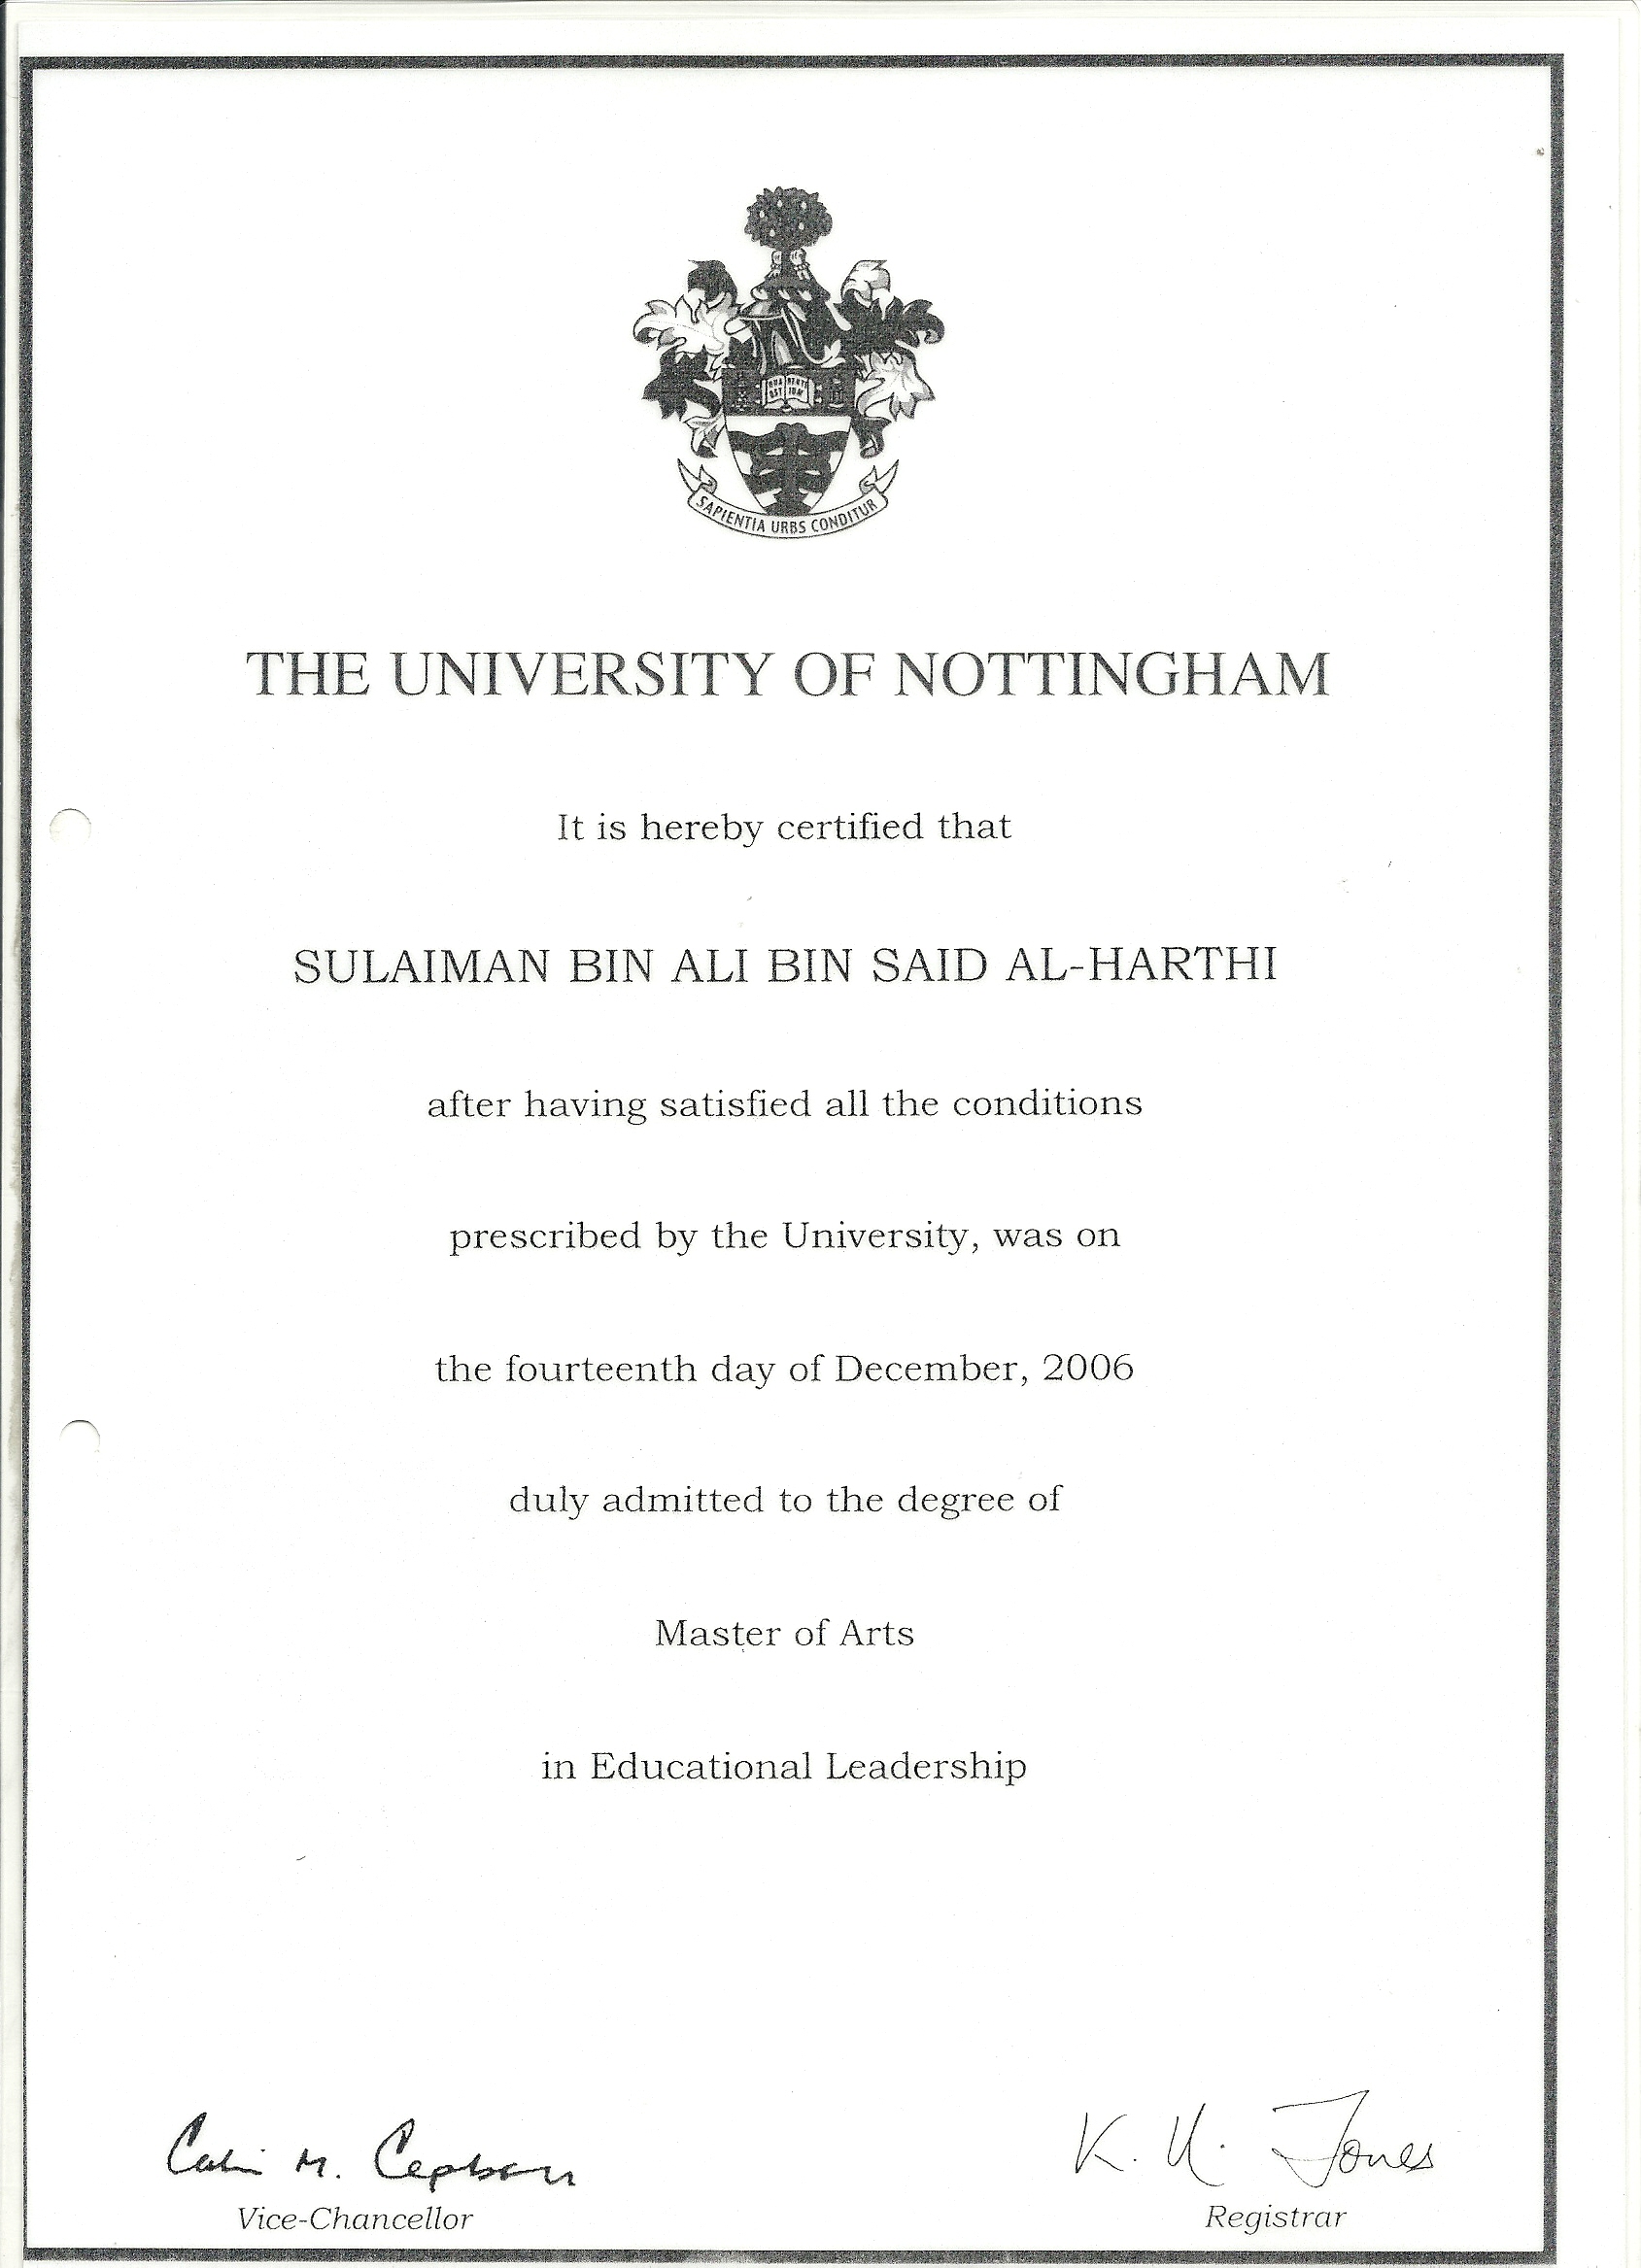 SAPIENTIA URBS CONDITUR
THE UNIVERSITY OF NOTTINGHAM
It is hereby certified that
SULAIMAN BIN ALI BIN SAID AL-HARTHI
after having satisfied all the conditions
prescribed by the University, was on
the fourteenth day of December, 2006
duly admitted to the degree of
Master of Arts
in Educational Leadership
K. H. Jones
Vice-Chancellor
Registrar